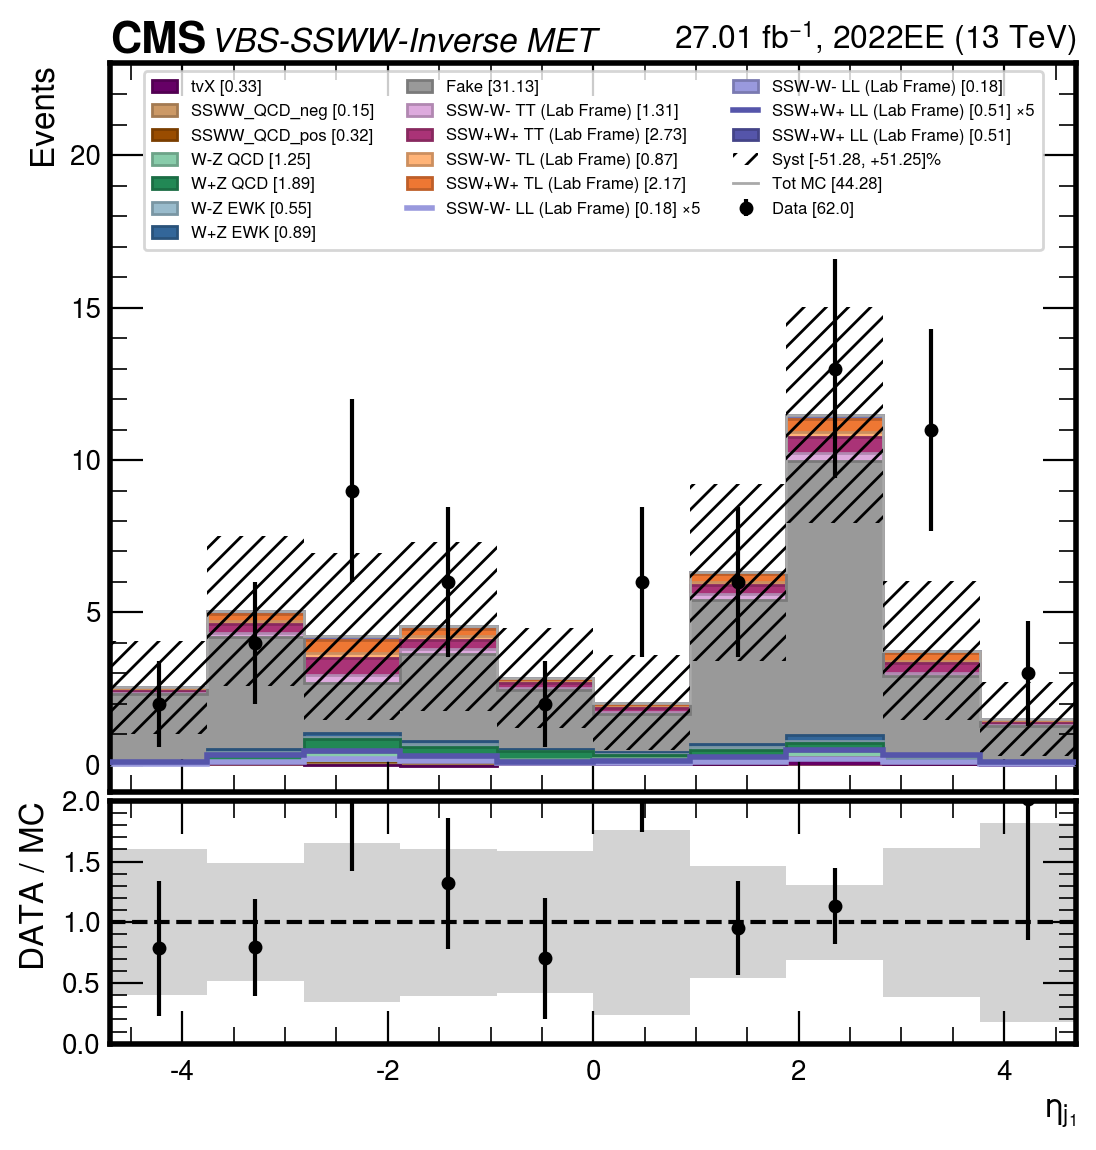 CMS VBS-SSWW-Inverse MET 27.01 fb⁻¹, 2022EE (13 TeV)
Events
tvX [0.33]
SSWW_QCD_neg [0.15]
SSWW_QCD_pos [0.32]
W-Z QCD [1.25]
W+Z QCD [1.89]
W-Z EWK [0.55]
W+Z EWK [0.89]
Fake [31.13]
SSW-W- TT (Lab Frame) [1.31]
SSW+W+ TT (Lab Frame) [2.73]
SSW-W- TL (Lab Frame) [0.87]
SSW+W+ TL (Lab Frame) [2.17]
SSW-W- LL (Lab Frame) [0.18] ×5
SSW-W- LL (Lab Frame) [0.18]
SSW+W+ LL (Lab Frame) [0.51] ×5
SSW+W+ LL (Lab Frame) [0.51]
Syst [-51.28, +51.25]%
Tot MC [44.28]
Data [62.0]
20
15
10
5
0
DATA / MC
2.0
1.5
1.0
0.5
0.0
-4 -2 0 2 4
η_{j_1}